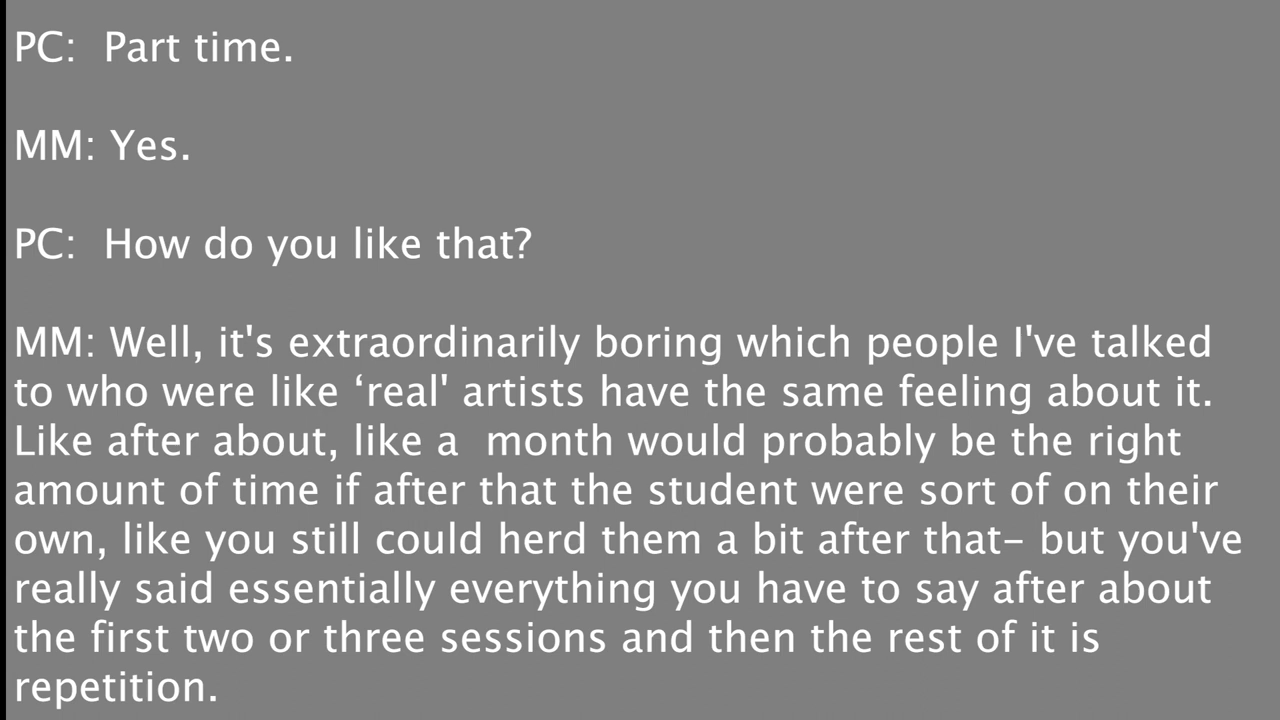 PC:  Part time.
MM: Yes.
PC:  How do you like that?
MM: Well, it's extraordinarily boring which people I've talked
to who were like ‘real' artists have the same feeling about it.
Like after about, like a  month would probably be the right
amount of time if after that the student were sort of on their
own, like you still could herd them a bit after that– but you've
really said essentially everything you have to say after about
the first two or three sessions and then the rest of it is
repetition.